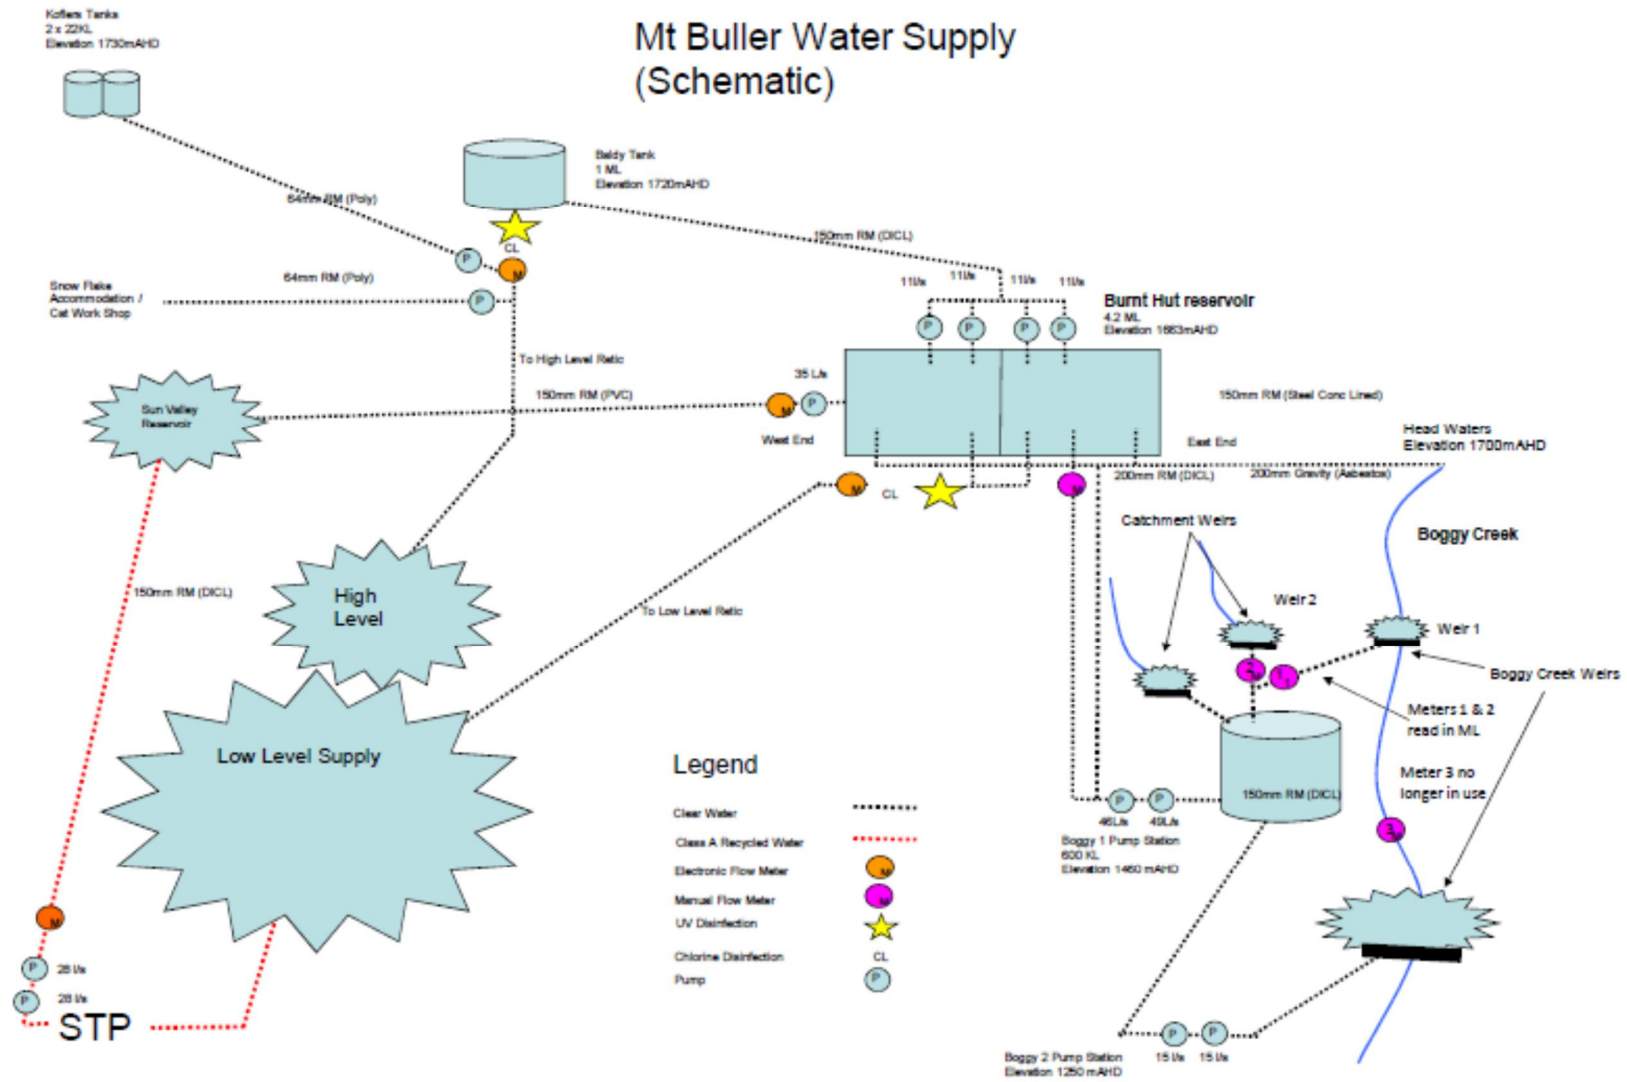 Mt Buller Water Supply
(Schematic)
Koflers Tanks
2 x 22KL
Elevation 1730mAHD
Baldy Tank
1 ML
Elevation 1720mAHD
64mm RM (Poly)
150mm RM (DICL)
P
CL
M
64mm RM (Poly)
Snow Flake
Accommodation /
Cat Work Shop
P
11l/s
11l/s
11l/s
11l/s
Burnt Hut reservoir
4.2 ML
Elevation 1663mAHD
P
P
P
P
To High Level Retic
35 L/s
150mm RM (PVC)
M
P
150mm RM (Steel Conc Lined)
Sun Valley
Reservoir
West End
East End
Head Waters
Elevation 1700mAHD
200mm RM (DICL)
200mm Gravity (Asbestos)
M
CL
M
Catchment Weirs
Boggy Creek
150mm RM (DICL)
High
Level
To Low Level Retic
Weir 2
Weir 1
2
M
1
Boggy Creek Weirs
Meters 1 & 2
read in ML
Low Level Supply
Meter 3 no
longer in use
150mm RM (DICL)
P
P
46L/s
49L/s
Boggy 1 Pump Station
600 KL
Elevation 1460 mAHD
3
M
Legend
Clear Water
Class A Recycled Water
Electronic Flow Meter
M
Manual Flow Meter
M
UV Disinfection
Chlorine Disinfection
CL
Pump
P
M
P
28 l/s
P
28 l/s
STP
P
P
15 l/s
15 l/s
Boggy 2 Pump Station
Elevation 1250 mAHD